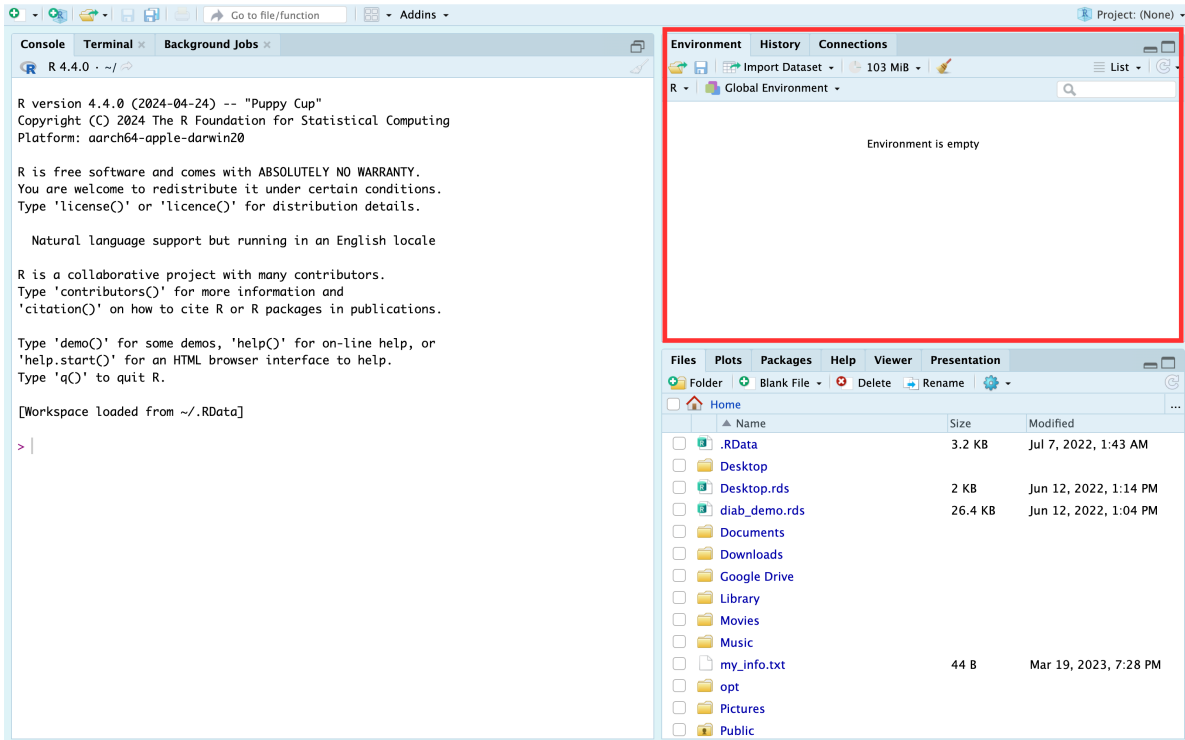 Go to file/function
Addins
Project: (None)
Console Terminal Background Jobs
R 4.4.0 · ~/
R version 4.4.0 (2024-04-24) -- "Puppy Cup"
Copyright (C) 2024 The R Foundation for Statistical Computing
Platform: aarch64-apple-darwin20
R is free software and comes with ABSOLUTELY NO WARRANTY.
You are welcome to redistribute it under certain conditions.
Type 'license()' or 'licence()' for distribution details.
Natural language support but running in an English locale
R is a collaborative project with many contributors.
Type 'contributors()' for more information and
'citation()' on how to cite R or R packages in publications.
Type 'demo()' for some demos, 'help()' for on-line help, or
'help.start()' for an HTML browser interface to help.
Type 'q()' to quit R.
[Workspace loaded from ~/.RData]
>
Environment History Connections
Import Dataset 103 MiB List
R Global Environment
Environment is empty
Files Plots Packages Help Viewer Presentation
Folder Blank File Delete Rename
Home ...
Name Size Modified
.RData 3.2 KB Jul 7, 2022, 1:43 AM
Desktop
Desktop.rds 2 KB Jun 12, 2022, 1:14 PM
diab_demo.rds 26.4 KB Jun 12, 2022, 1:04 PM
Documents
Downloads
Google Drive
Library
Movies
Music
my_info.txt 44 B Mar 19, 2023, 7:28 PM
opt
Pictures
Public